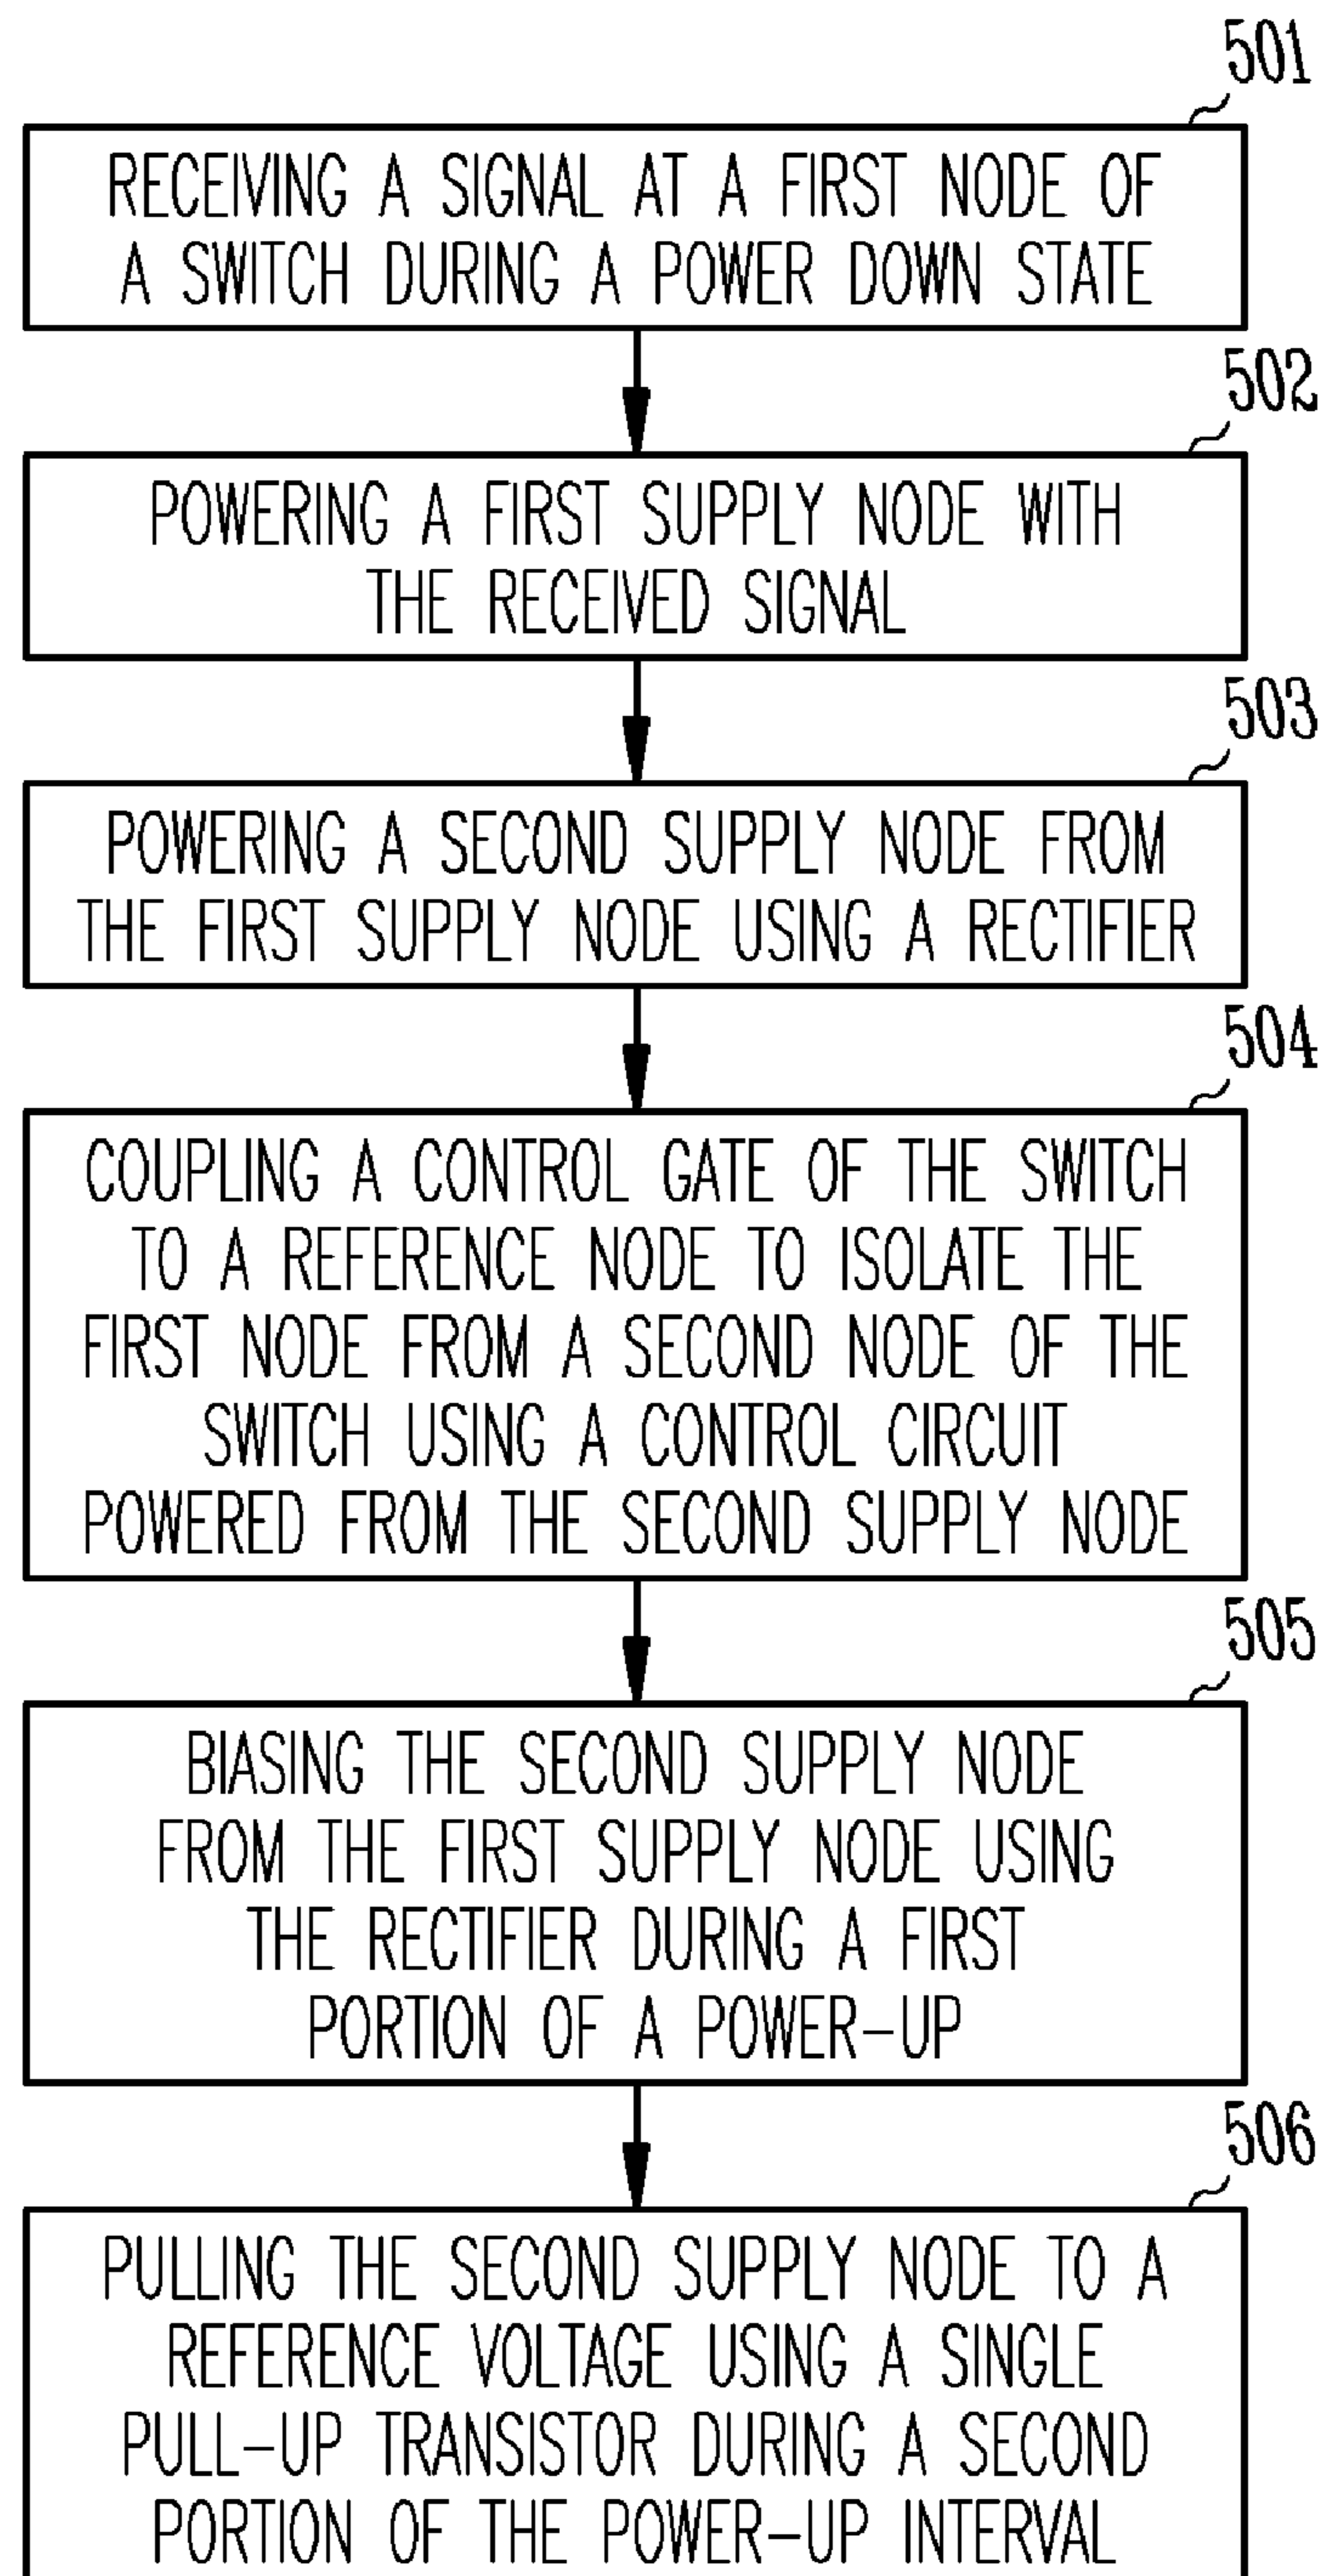 501
RECEIVING A SIGNAL AT A FIRST NODE OF
A SWITCH DURING A POWER DOWN STATE
502
POWERING A FIRST SUPPLY NODE WITH
THE RECEIVED SIGNAL
503
POWERING A SECOND SUPPLY NODE FROM
THE FIRST SUPPLY NODE USING A RECTIFIER
504
COUPLING A CONTROL GATE OF THE SWITCH
TO A REFERENCE NODE TO ISOLATE THE
FIRST NODE FROM A SECOND NODE OF THE
SWITCH USING A CONTROL CIRCUIT
POWERED FROM THE SECOND SUPPLY NODE
505
BIASING THE SECOND SUPPLY NODE
FROM THE FIRST SUPPLY NODE USING
THE RECTIFIER DURING A FIRST
PORTION OF A POWER-UP
506
PULLING THE SECOND SUPPLY NODE TO A
REFERENCE VOLTAGE USING A SINGLE
PULL-UP TRANSISTOR DURING A SECOND
PORTION OF THE POWER-UP INTERVAL